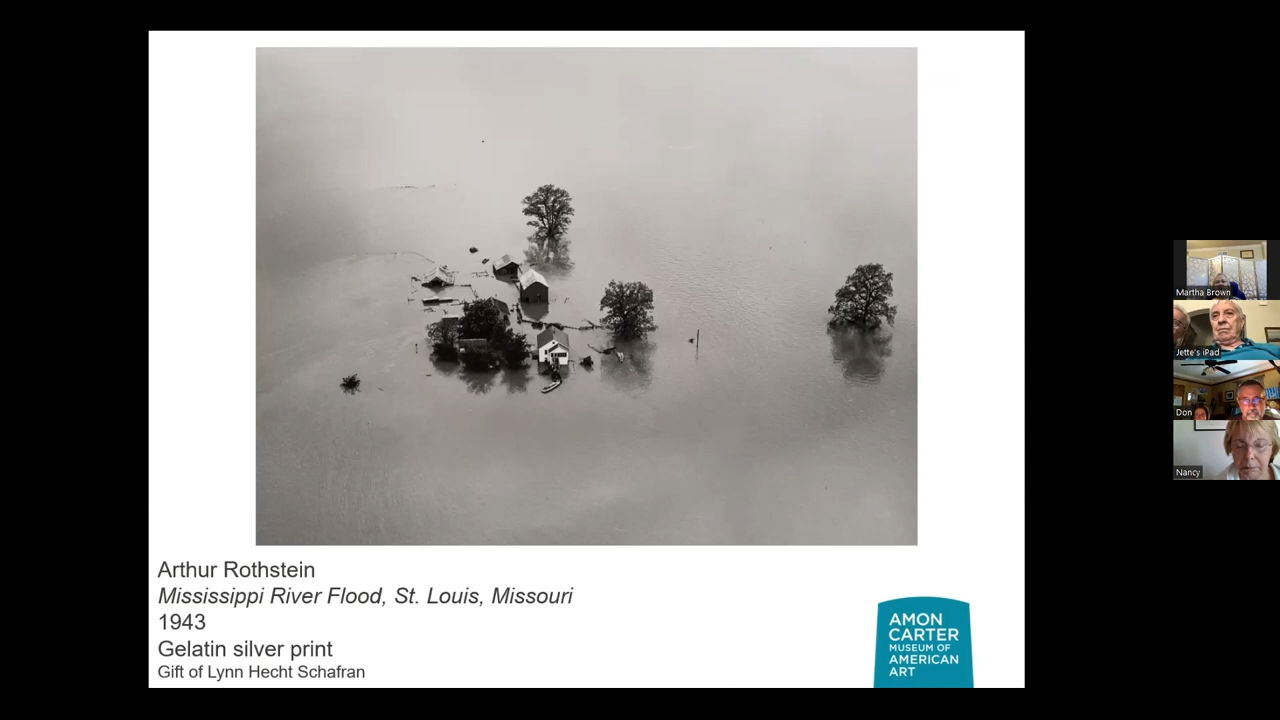 Arthur Rothstein
Mississippi River Flood, St. Louis, Missouri
1943
Gelatin silver print
Gift of Lynn Hecht Schafran
AMON
CARTER
MUSEUM OF
AMERICAN
ART
Martha Brown
Jette's iPad
Don
Nancy